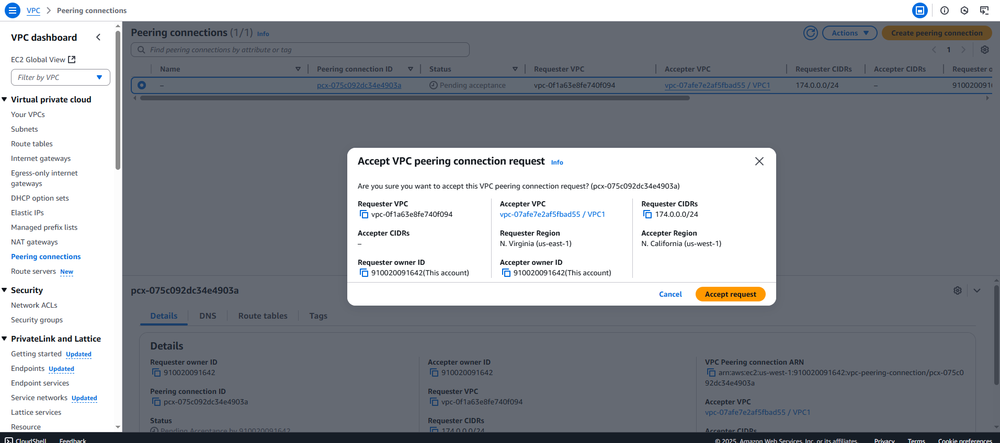 VPC > Peering connections
VPC dashboard
EC2 Global View
Filter by VPC
Virtual private cloud
Your VPCs
Subnets
Route tables
Internet gateways
Egress-only internet
gateways
DHCP option sets
Elastic IPs
Managed prefix lists
NAT gateways
Peering connections
Route servers New
Security
Network ACLs
Security groups
PrivateLink and Lattice
Getting started Updated
Endpoints Updated
Endpoint services
Service networks Updated
Lattice services
Resource
Peering connections (1/1) Info
Actions
Create peering connection
Find peering connections by attribute or tag
1
Name Peering connection ID Status Requester VPC Accepter VPC Requester CIDRs Accepter CIDRs Requester o
– pcx-075c092dc34e4903a Pending acceptance vpc-0f1a63e8fe740f094 vpc-07afe7e2af5fbad55 / VPC1 174.0.0.0/24 – 910020091
Accept VPC peering connection request Info
Are you sure you want to accept this VPC peering connection request? (pcx-075c092dc34e4903a)
Requester VPC Accepter VPC Requester CIDRs
vpc-0f1a63e8fe740f094 vpc-07afe7e2af5fbad55 / VPC1 174.0.0.0/24
Accepter CIDRs Requester Region Accepter Region
– N. Virginia (us-east-1) N. California (us-west-1)
Requester owner ID Accepter owner ID
910020091642(This account) 910020091642(This account)
Cancel Accept request
pcx-075c092dc34e4903a
Details DNS Route tables Tags
Details
Requester owner ID Accepter owner ID VPC Peering connection ARN
910020091642 910020091642 arn:aws:ec2:us-west-1:910020091642:vpc-peering-connection/pcx-075c0
92dc34e4903a
Peering connection ID Requester VPC Accepter VPC
pcx-075c092dc34e4903a vpc-0f1a63e8fe740f094 vpc-07afe7e2af5fbad55 / VPC1
Status Requester CIDRs Accepter CIDRs
Pending Acceptance by 910020091642 174.0.0.0/24
CloudShell Feedback © 2025, Amazon Web Services, Inc. or its affiliates. Privacy Terms Cookie preferences